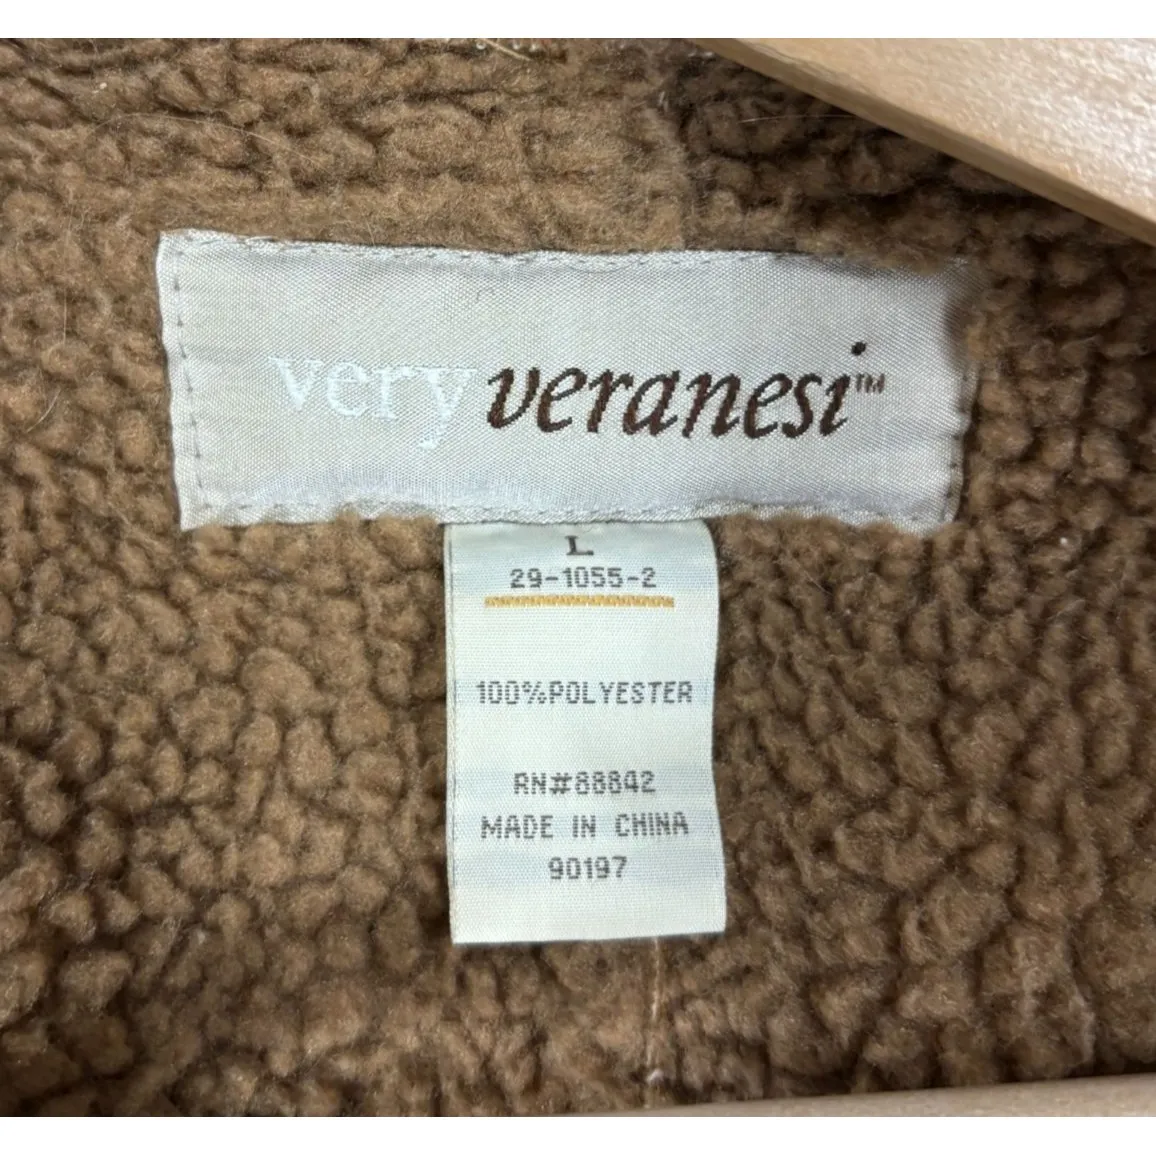 very veranesi™
L
29-1055-2
100%POLYESTER
RN#88842
MADE IN CHINA
90197